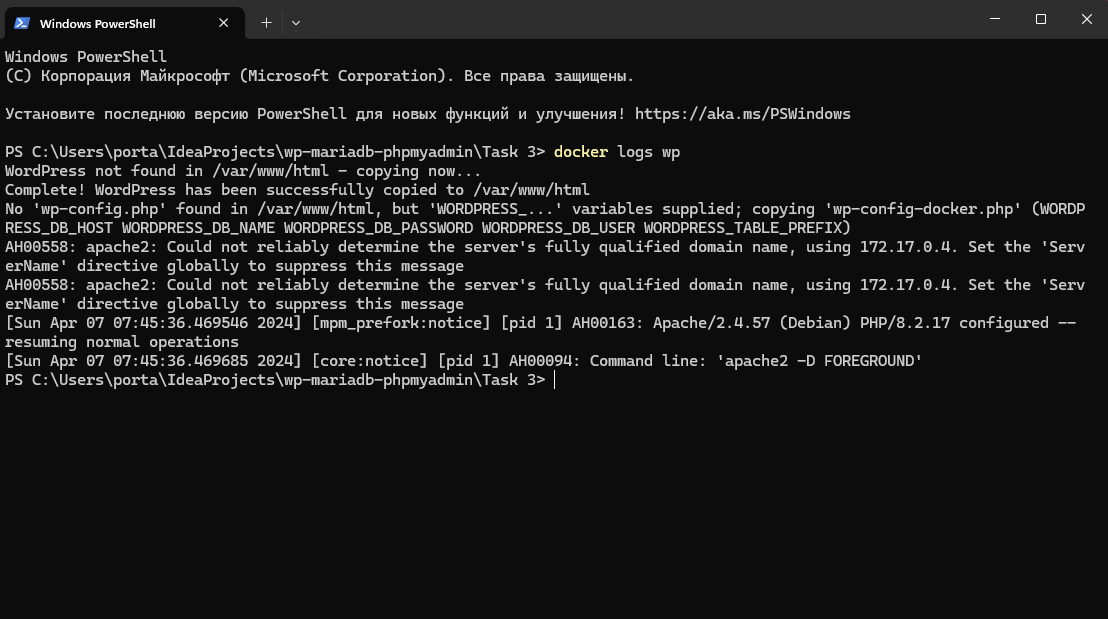 Windows PowerShell
Windows PowerShell
(C) Корпорация Майкрософт (Microsoft Corporation). Все права защищены.
Установите последнюю версию PowerShell для новых функций и улучшения! https://aka.ms/PSWindows
PS C:\Users\porta\IdeaProjects\wp-mariadb-phpmyadmin\Task 3> docker logs wp
WordPress not found in /var/www/html - copying now...
Complete! WordPress has been successfully copied to /var/www/html
No 'wp-config.php' found in /var/www/html, but 'WORDPRESS_...' variables supplied; copying 'wp-config-docker.php' (WORDP
RESS_DB_HOST WORDPRESS_DB_NAME WORDPRESS_DB_PASSWORD WORDPRESS_DB_USER WORDPRESS_TABLE_PREFIX)
AH00558: apache2: Could not reliably determine the server's fully qualified domain name, using 172.17.0.4. Set the 'Serv
erName' directive globally to suppress this message
AH00558: apache2: Could not reliably determine the server's fully qualified domain name, using 172.17.0.4. Set the 'Serv
erName' directive globally to suppress this message
[Sun Apr 07 07:45:36.469546 2024] [mpm_prefork:notice] [pid 1] AH00163: Apache/2.4.57 (Debian) PHP/8.2.17 configured --
resuming normal operations
[Sun Apr 07 07:45:36.469685 2024] [core:notice] [pid 1] AH00094: Command line: 'apache2 -D FOREGROUND'
PS C:\Users\porta\IdeaProjects\wp-mariadb-phpmyadmin\Task 3>